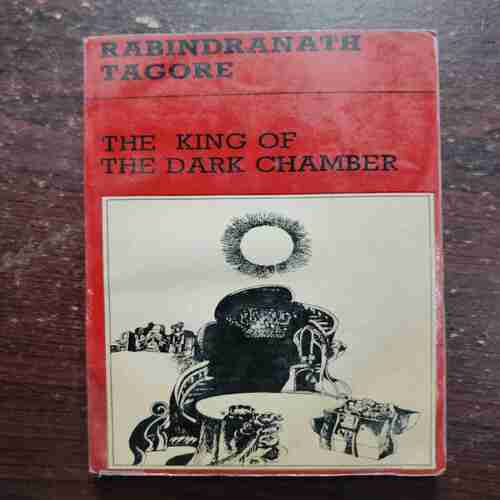 RABINDRANATH
TAGORE
THE KING OF
THE DARK CHAMBER